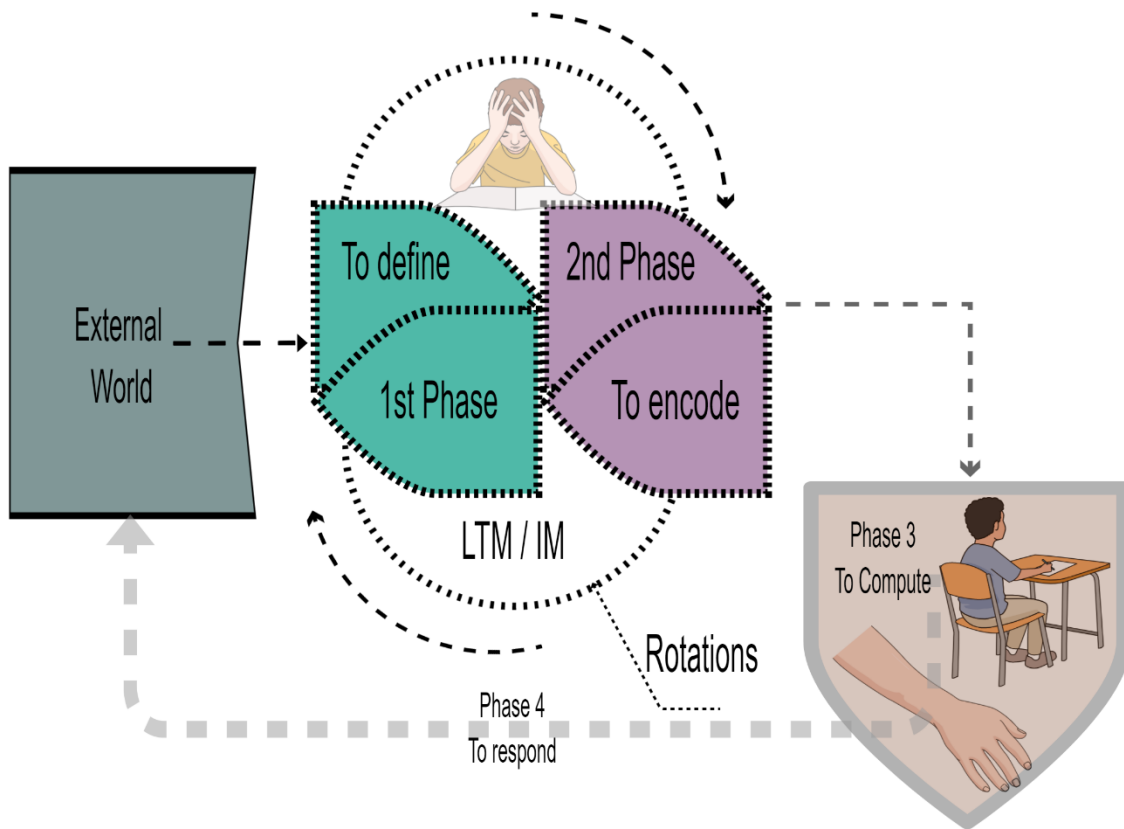 External
World
To define
1st Phase
2nd Phase
To encode
LTM / IM
Rotations
Phase 3
To Compute
Phase 4
To respond